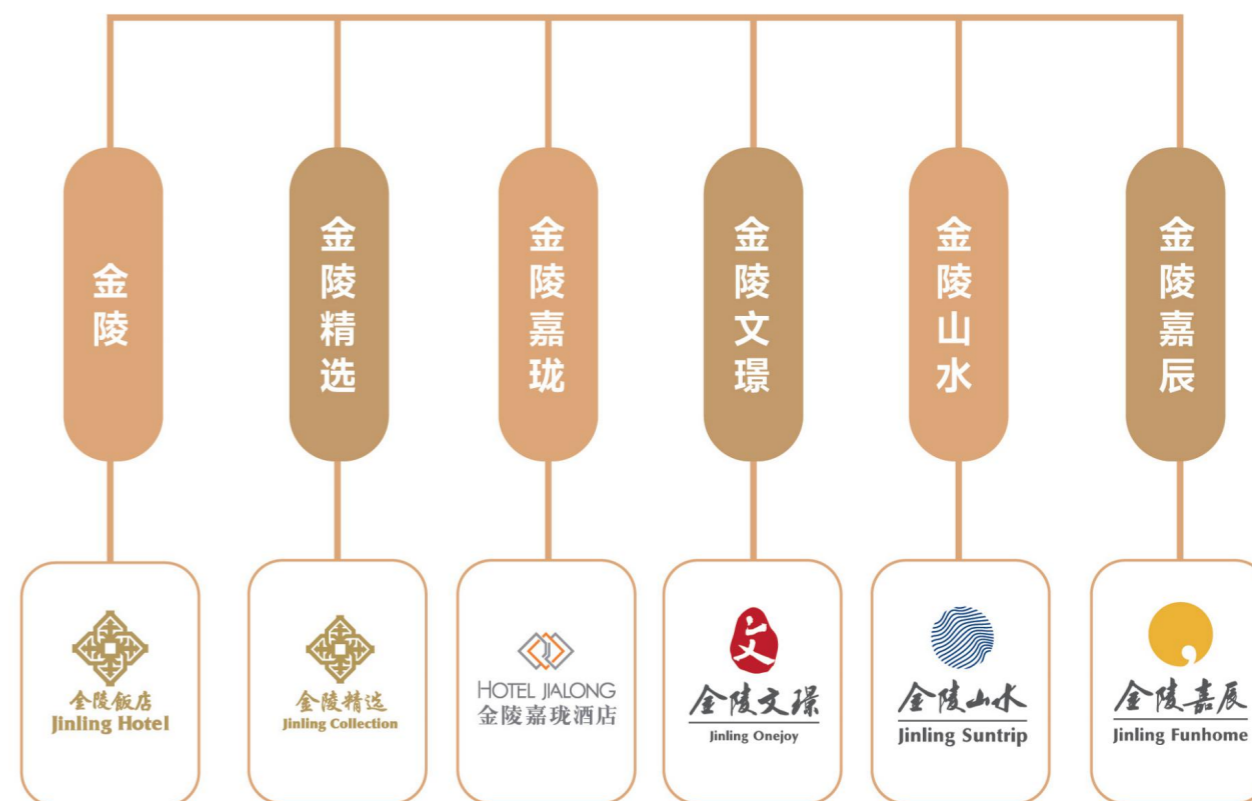 金陵
金陵精选
金陵嘉珑
金陵文璟
金陵山水
金陵嘉辰
金陵飯店
Jinling Hotel
金陵精选
Jinling Collection
HOTEL JIALONG
金陵嘉珑酒店
文
金陵文璟
Jinling Onejoy
金陵山水
Jinling Suntrip
金陵嘉辰
Jinling Funhome